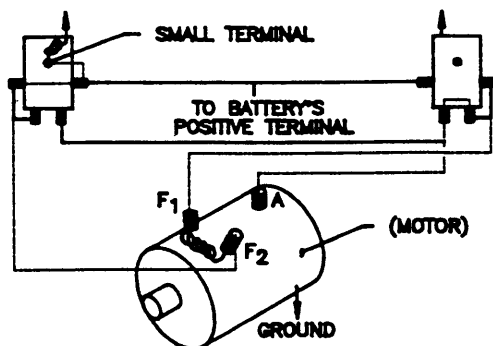 SMALL TERMINAL
TO BATTERY'S
POSITIVE TERMINAL
F1
A
F2
(MOTOR)
GROUND